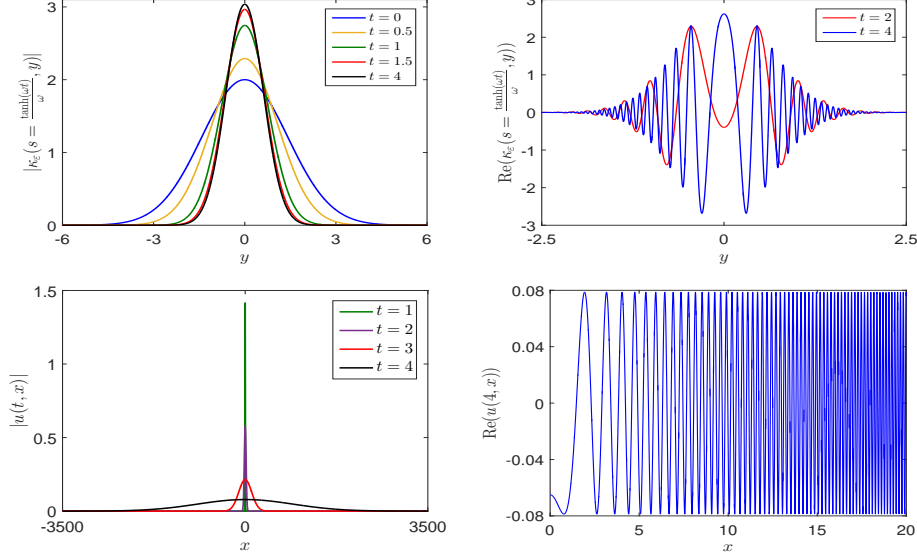 3
2
1
0
-6
-3
0
3
6
y
|κ_ε(s = tanh(ωt)/ω, y)|
t = 0
t = 0.5
t = 1
t = 1.5
t = 4
3
2
1
0
-1
-2
-3
-2.5
0
2.5
y
Re(κ_ε(s = tanh(ωt)/ω, y))
t = 2
t = 4
1.5
1
0.5
0
-3500
0
3500
x
|u(t, x)|
t = 1
t = 2
t = 3
t = 4
0.08
0.04
0
-0.04
-0.08
0
5
10
15
20
x
Re(u(4, x))